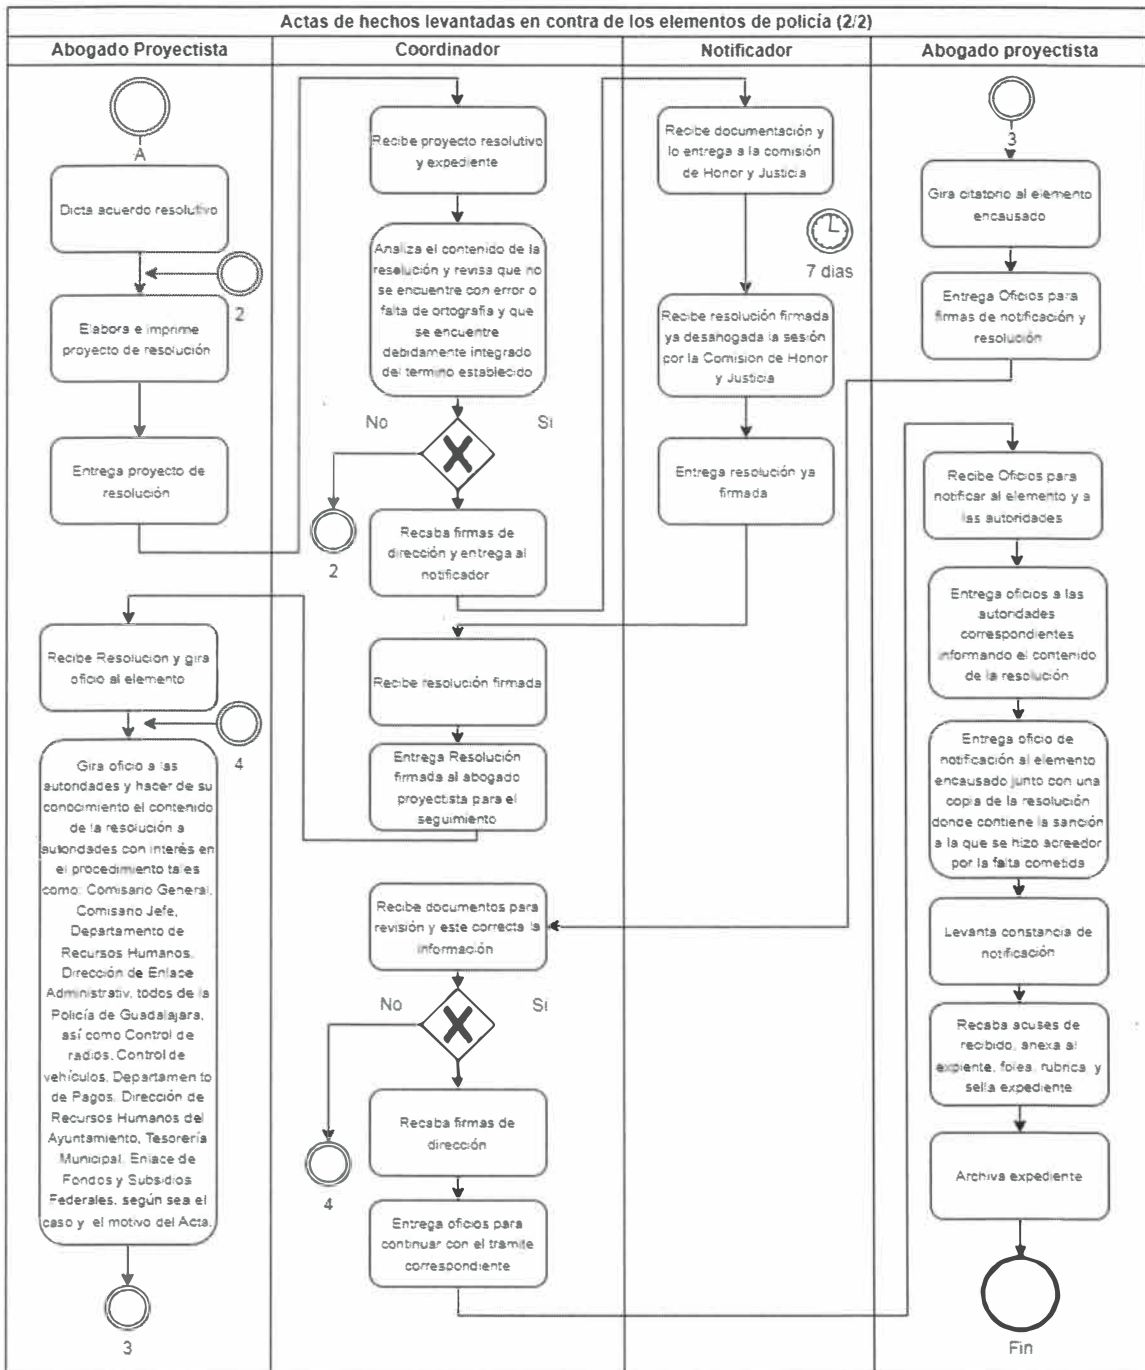 Actas de hechos levantadas en contra de los elementos de policía (2/2)
Abogado Proyectista
Coordinador
Notificador
Abogado proyectista
A
Dicta acuerdo resolutivo
2
Elabora e imprime
proyecto de resolución
Entrega proyecto de
resolución
Recibe Resolucion y gira
oficio al elemento
4
Gira oficio a las
autoridades y hacer de su
conocimiento el contenido
de la resolución a
autoridades con interés en
el procedimiento tales
como: Comisario General,
Comisario Jefe,
Departamento de
Recursos Humanos,
Dirección de Enlace
Administrativ, todos de la
Policía de Guadalajara,
así como Control de
radios, Control de
vehículos, Departamento
de Pagos, Dirección de
Recursos Humanos del
Ayuntamiento, Tesorería
Municipal, Enlace de
Fondos y Subsidios
Federales, según sea el
caso y el motivo del Acta.
3
Recibe proyecto resolutivo
y expediente
Analiza el contenido de la
resolución y revisa que no
se encuentre con error o
falta de ortografia y que
se encuentre
debidamente integrado
del termino establecido
No
Si
2
Recaba firmas de
dirección y entrega al
notificador
Recibe resolución firmada
Entrega Resolución
firmada al abogado
proyectista para el
seguimiento
Recibe documentos para
revisión y este correcta la
información
No
Si
4
Recaba firmas de
dirección
Entrega oficios para
continuar con el tramite
correspondiente
Recibe documentación y
lo entrega a la comisión
de Honor y Justicia
7 dias
Recibe resolución firmada
ya desahogada la sesión
por la Comision de Honor
y Justicia
Entrega resolución ya
firmada
3
Gira citatorio al elemento
encausado
Entrega Oficios para
firmas de notificación y
resolución
Recibe Oficios para
notificar al elemento y a
las autoridades
Entrega oficios a las
autoridades
correspondientes
informando el contenido
de la resolución
Entrega oficio de
notificación al elemento
encausado junto con una
copia de la resolución
donde contiene la sanción
a la que se hizo acreedor
por la falta cometida
Levanta constancia de
notificación
Recaba acuses de
recibido, anexa al
expiente, folea, rubrica, y
sella expediente
Archiva expediente
Fin